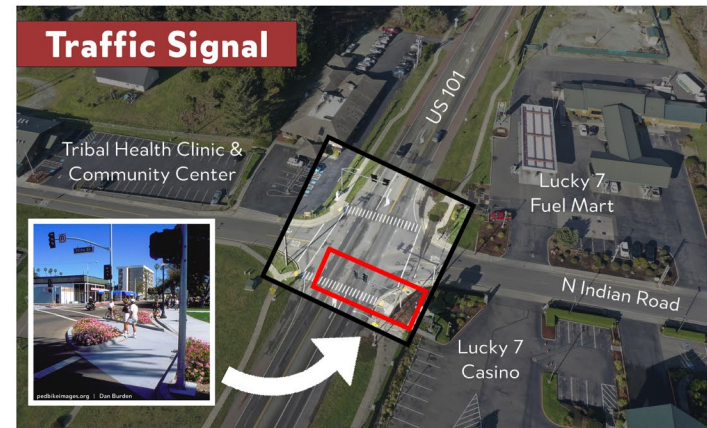 Traffic Signal
US 101
Tribal Health Clinic &
Community Center
Lucky 7
Fuel Mart
N Indian Road
Lucky 7
Casino
pedbikeimages.org | Dan Burden